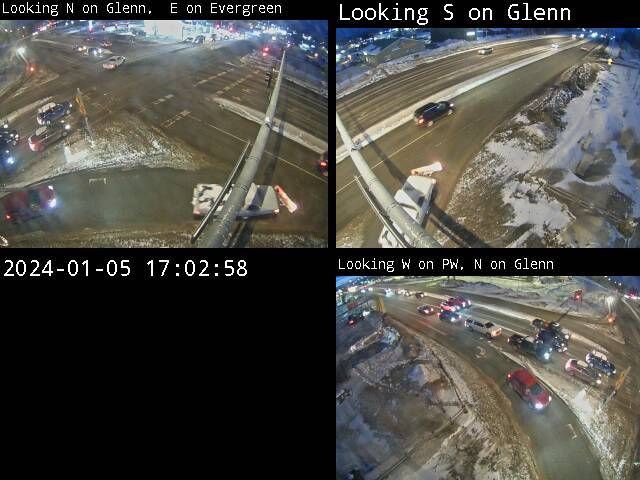 Looking N on Glenn,  E on Evergreen
Looking S on Glenn
2024-01-05 17:02:58
Looking W on PW, N on Glenn